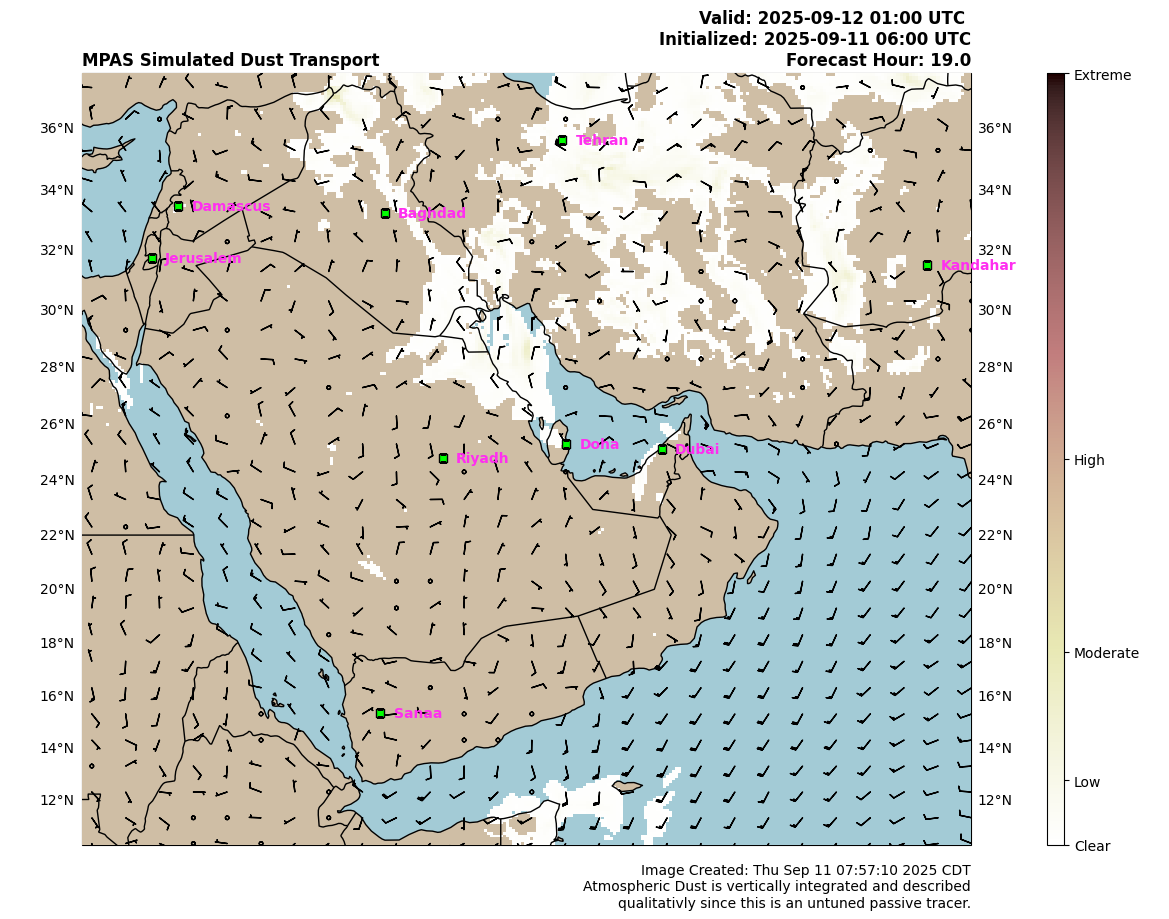 Valid: 2025-09-12 01:00 UTC
Initialized: 2025-09-11 06:00 UTC
MPAS Simulated Dust Transport
Forecast Hour: 19.0
Extreme
36°N
36°N
Tehran
34°N
34°N
Damascus
Baghdad
32°N
32°N
Jerusalem
Kandahar
30°N
30°N
28°N
28°N
26°N
26°N
Doha
Dubai
Riyadh
High
24°N
24°N
22°N
22°N
20°N
20°N
18°N
18°N
Moderate
16°N
16°N
Sanaa
14°N
14°N
Low
12°N
12°N
Clear
Image Created: Thu Sep 11 07:57:10 2025 CDT
Atmospheric Dust is vertically integrated and described
qualitativly since this is an untuned passive tracer.